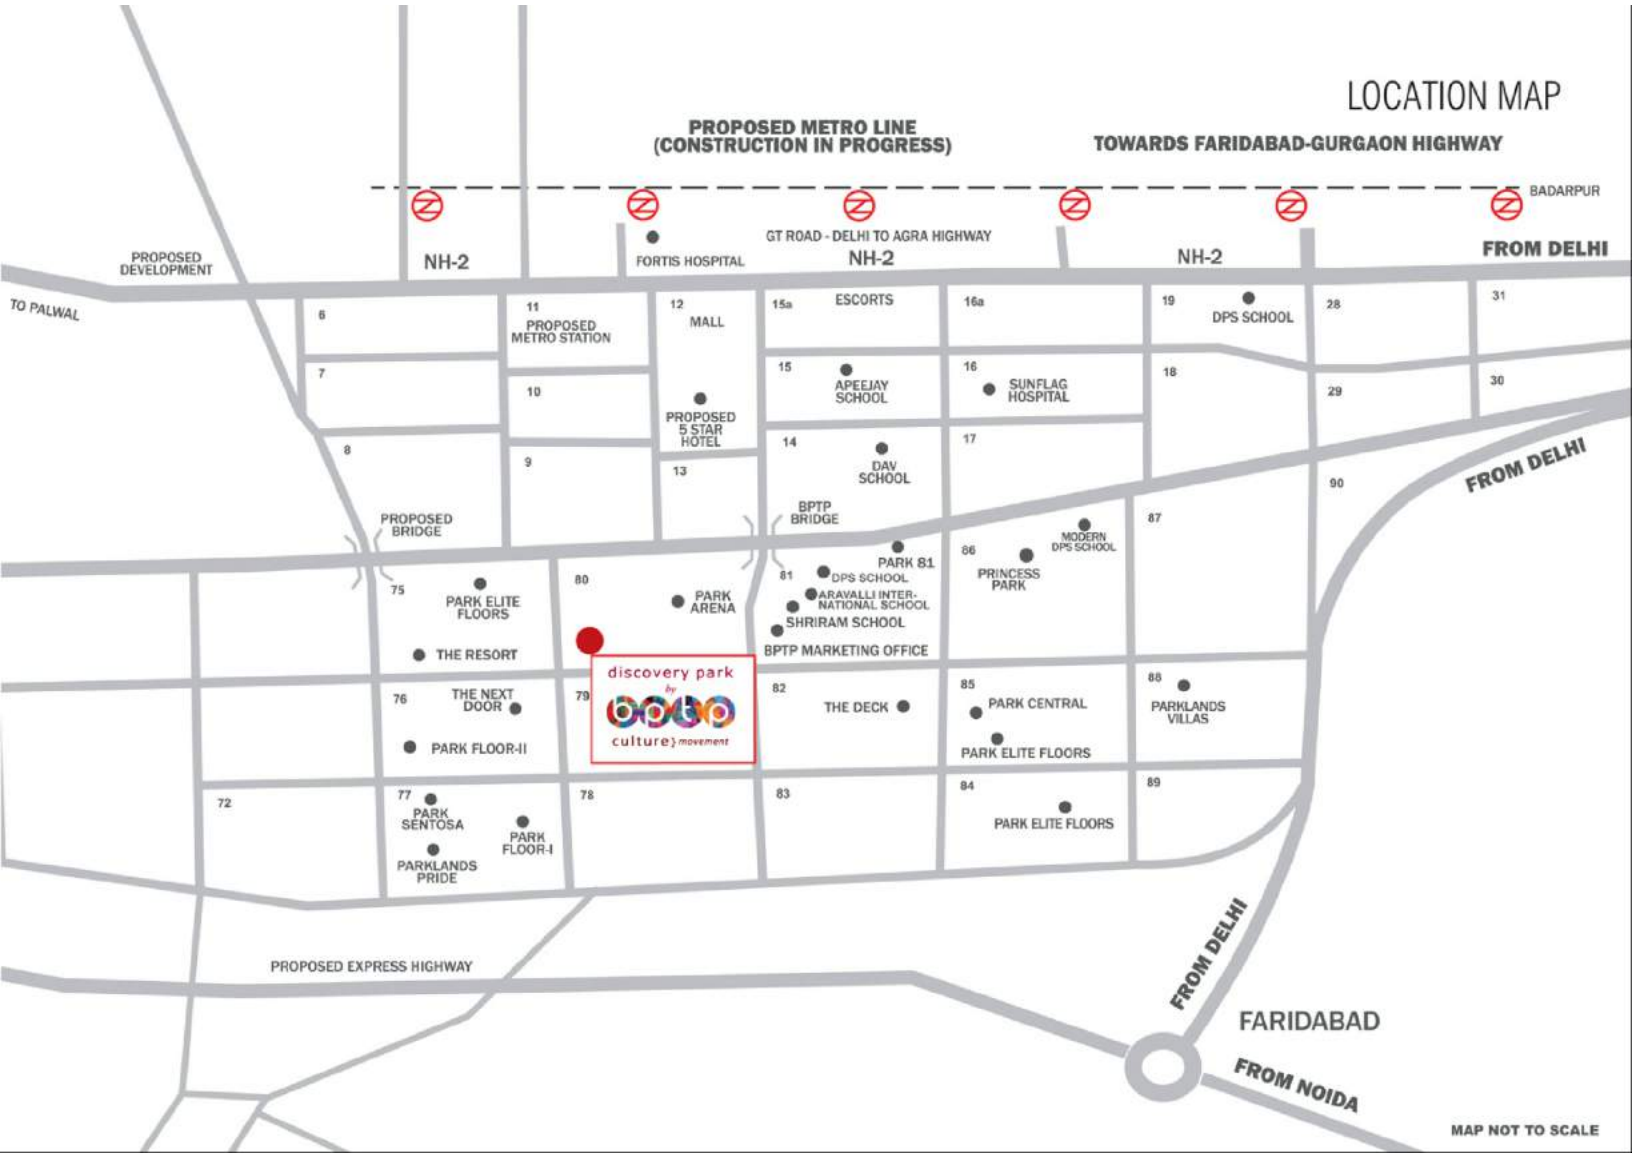 LOCATION MAP
PROPOSED METRO LINE
(CONSTRUCTION IN PROGRESS)
TOWARDS FARIDABAD-GURGAON HIGHWAY
BADARPUR
GT ROAD - DELHI TO AGRA HIGHWAY
PROPOSED
DEVELOPMENT
NH-2
FORTIS HOSPITAL
NH-2
NH-2
FROM DELHI
TO PALWAL
6
11
PROPOSED
METRO STATION
12
MALL
15a
ESCORTS
16a
19
DPS SCHOOL
28
31
7
10
PROPOSED
5 STAR
HOTEL
15
APEEJAY
SCHOOL
16
SUNFLAG
HOSPITAL
18
29
30
8
9
13
14
DAV
SCHOOL
17
90
FROM DELHI
PROPOSED
BRIDGE
BPTP
BRIDGE
87
MODERN
DPS SCHOOL
86
PRINCESS
PARK
75
PARK ELITE
FLOORS
THE RESORT
80
PARK
ARENA
81
PARK 81
DPS SCHOOL
ARAVALLI INTER-
NATIONAL SCHOOL
SHRIRAM SCHOOL
BPTP MARKETING OFFICE
76
THE NEXT
DOOR
PARK FLOOR-II
79
discovery park
by
bptp
culture} movement
82
THE DECK
85
PARK CENTRAL
PARK ELITE FLOORS
88
PARKLANDS
VILLAS
72
77
PARK
SENTOSA
PARK
FLOOR-I
PARKLANDS
PRIDE
78
83
84
PARK ELITE FLOORS
89
PROPOSED EXPRESS HIGHWAY
FROM DELHI
FARIDABAD
FROM NOIDA
MAP NOT TO SCALE